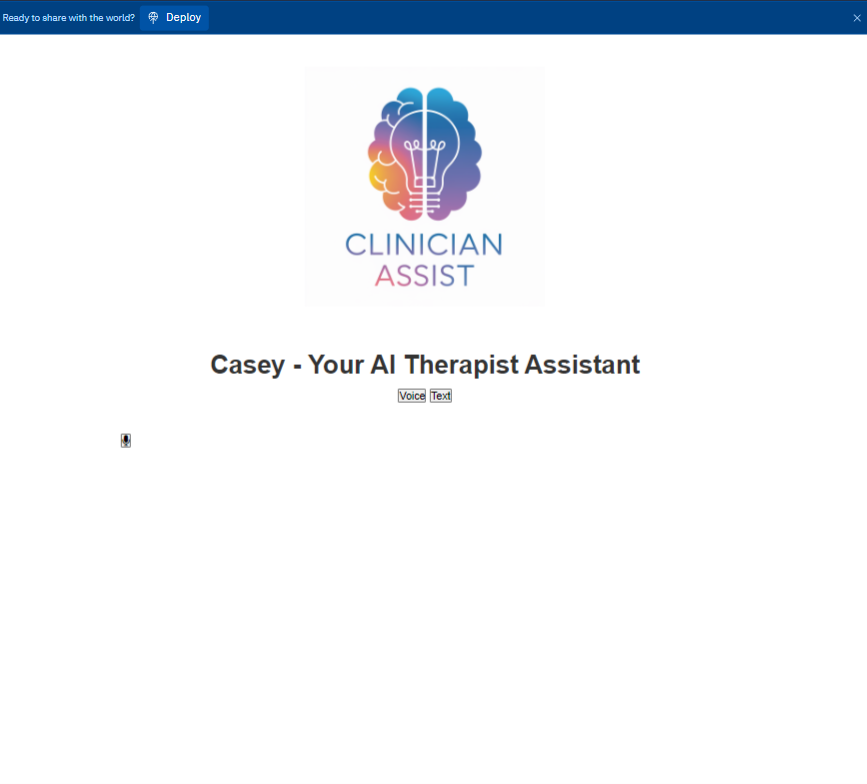 Ready to share with the world? Deploy
CLINICIAN
ASSIST
Casey - Your AI Therapist Assistant
Voice Text